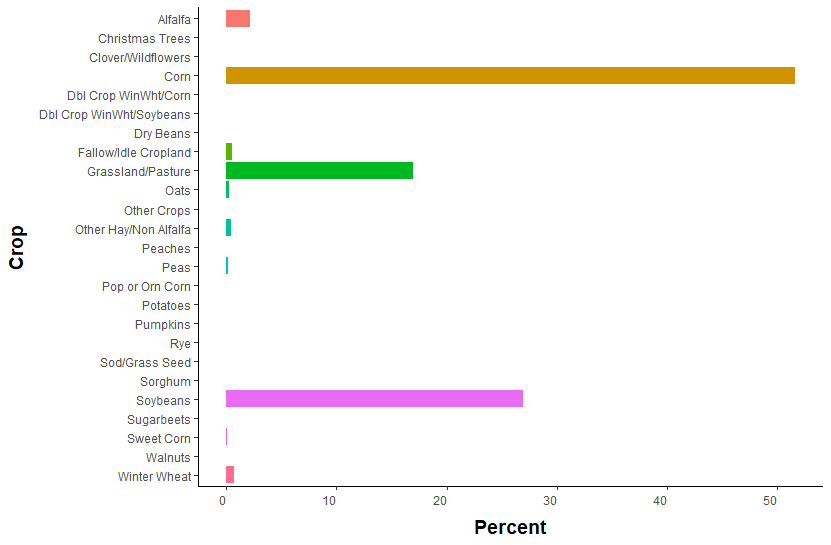 Alfalfa
Christmas Trees
Clover/Wildflowers
Corn
Dbl Crop WinWht/Corn
Dbl Crop WinWht/Soybeans
Dry Beans
Fallow/Idle Cropland
Grassland/Pasture
Oats
Other Crops
Other Hay/Non Alfalfa
Peaches
Peas
Pop or Orn Corn
Potatoes
Pumpkins
Rye
Sod/Grass Seed
Sorghum
Soybeans
Sugarbeets
Sweet Corn
Walnuts
Winter Wheat
Crop
0 10 20 30 40 50
Percent